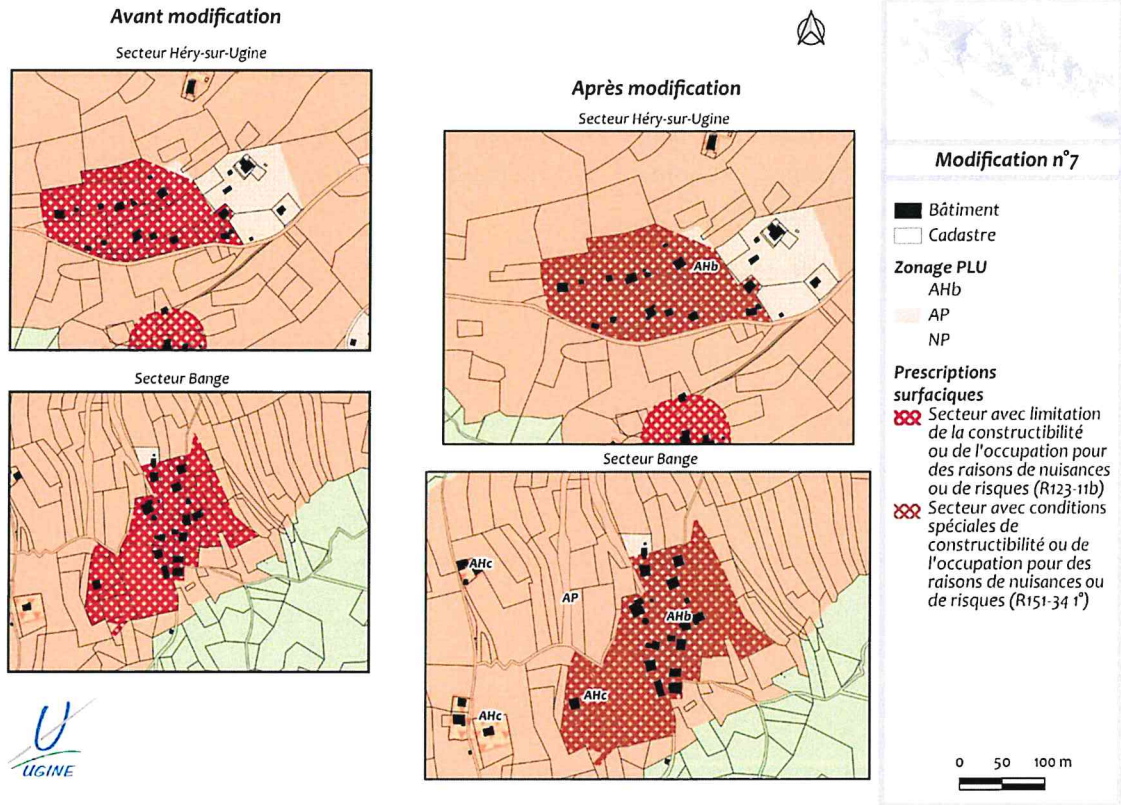 Avant modification
Secteur Héry-sur-Ugine
Secteur Bange
Après modification
Secteur Héry-sur-Ugine
AHb
Secteur Bange
AHc
AP
AHb
AHc
AHc
UGINE
Modification n°7
Bâtiment
Cadastre
Zonage PLU
AHb
AP
NP
Prescriptions
surfaciques
Secteur avec limitation
de la constructibilité
ou de l'occupation pour
des raisons de nuisances
ou de risques (R123-11b)
Secteur avec conditions
spéciales de
constructibilité ou de
l'occupation pour des
raisons de nuisances ou
de risques (R151-34 1°)
0 50 100 m